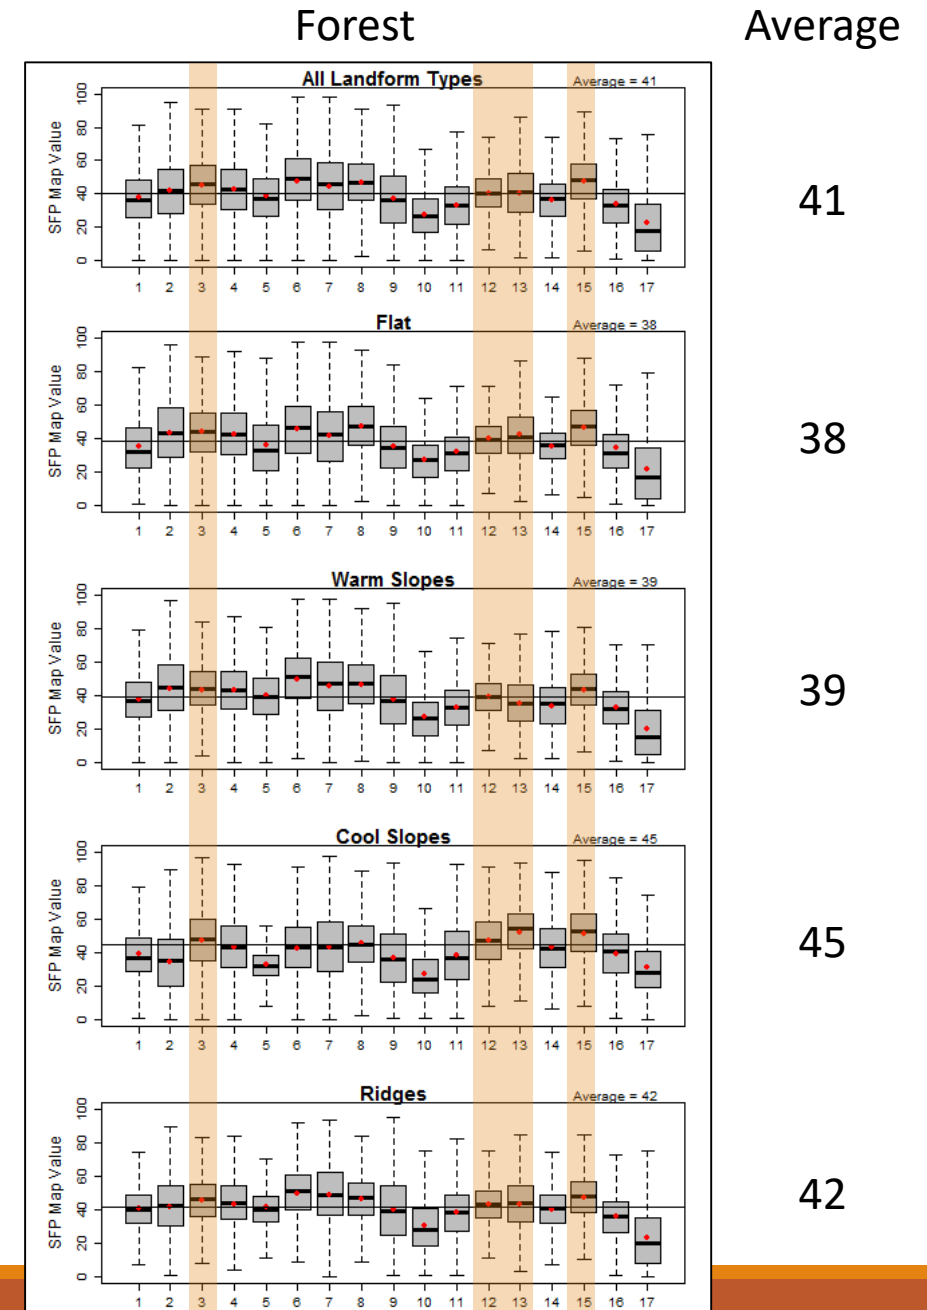 Forest Average
All Landform Types Average = 41
SFP Map Value
0 20 40 60 80 100
1 2 3 4 5 6 7 8 9 10 11 12 13 14 15 16 17
41
Flat Average = 38
SFP Map Value
0 20 40 60 80 100
1 2 3 4 5 6 7 8 9 10 11 12 13 14 15 16 17
38
Warm Slopes Average = 39
SFP Map Value
0 20 40 60 80 100
1 2 3 4 5 6 7 8 9 10 11 12 13 14 15 16 17
39
Cool Slopes Average = 45
SFP Map Value
0 20 40 60 80 100
1 2 3 4 5 6 7 8 9 10 11 12 13 14 15 16 17
45
Ridges Average = 42
SFP Map Value
0 20 40 60 80 100
1 2 3 4 5 6 7 8 9 10 11 12 13 14 15 16 17
42